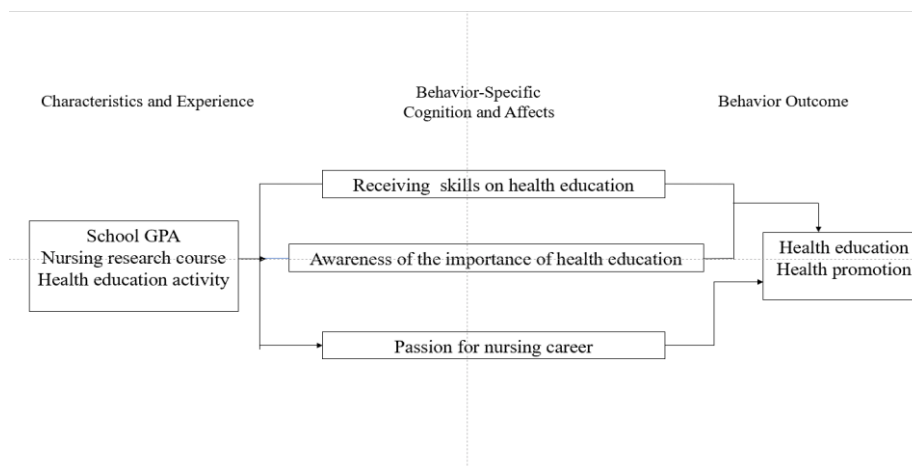 Characteristics and Experience
Behavior-Specific
Cognition and Affects
Behavior Outcome
Receiving skills on health education
School GPA
Nursing research course
Health education activity
Awareness of the importance of health education
Health education
Health promotion
Passion for nursing career